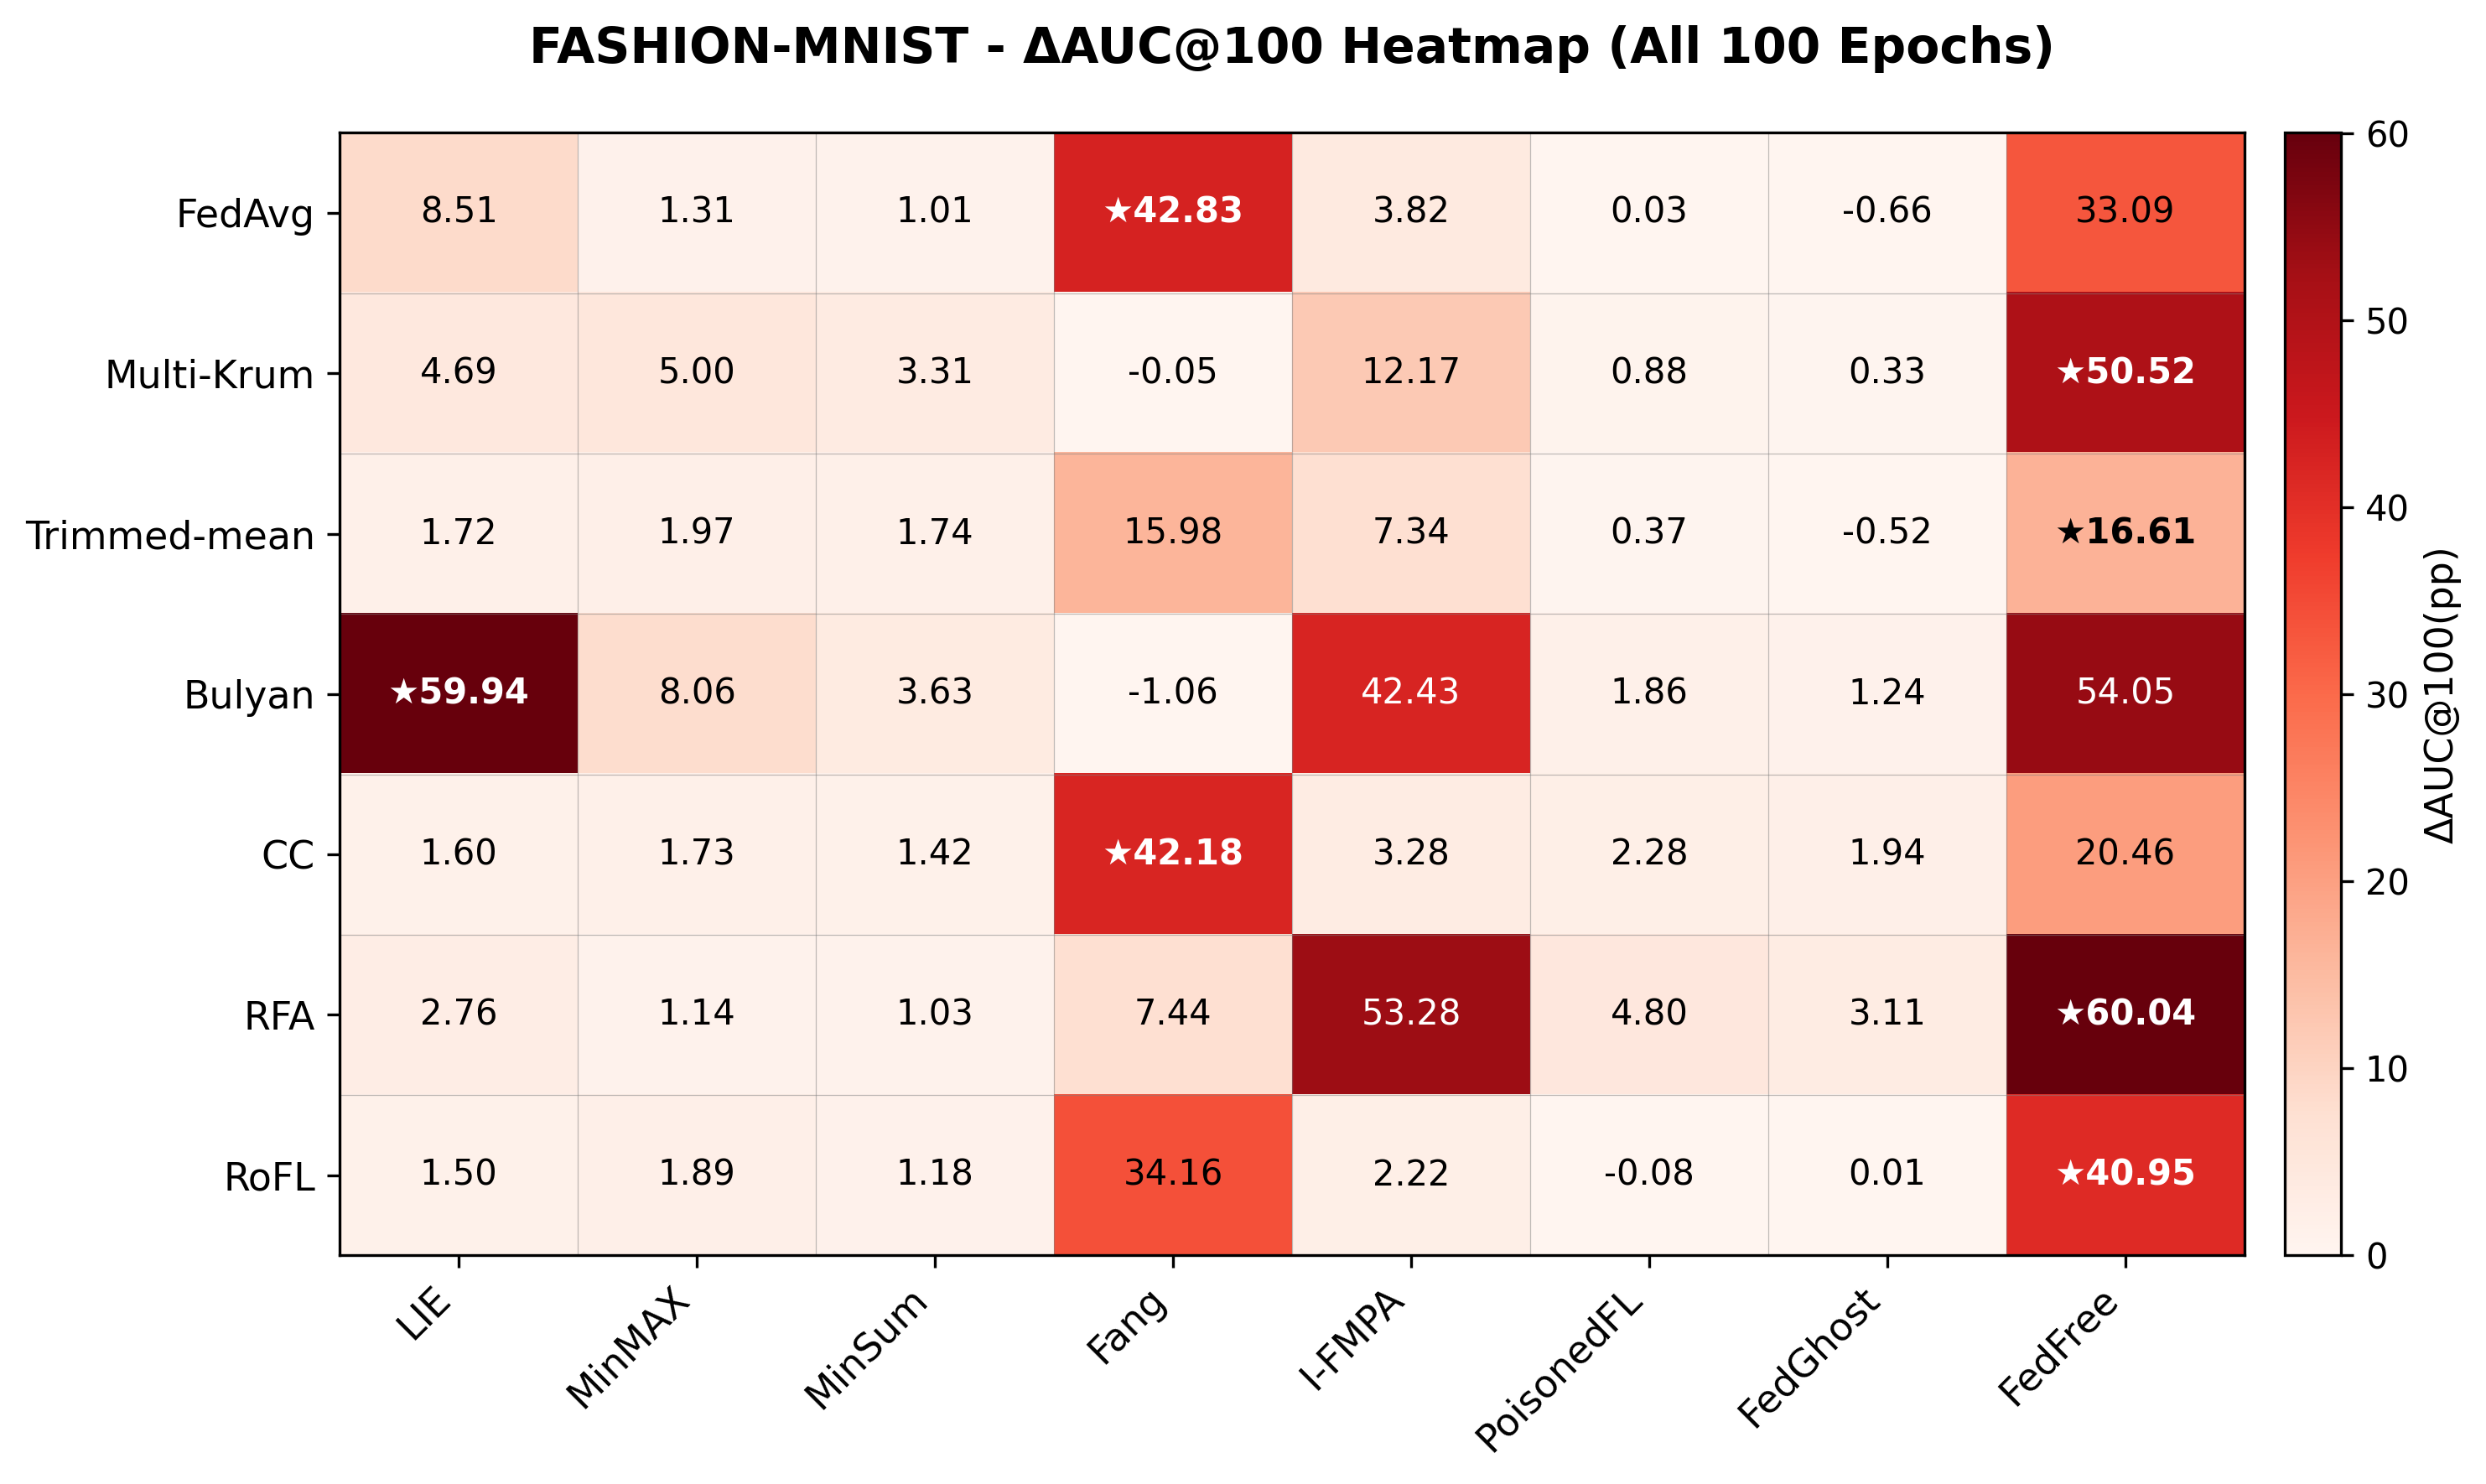 FASHION-MNIST - ΔAUC@100 Heatmap (All 100 Epochs)
FedAvg 8.51 1.31 1.01 ★42.83 3.82 0.03 -0.66 33.09
Multi-Krum 4.69 5.00 3.31 -0.05 12.17 0.88 0.33 ★50.52
Trimmed-mean 1.72 1.97 1.74 15.98 7.34 0.37 -0.52 ★16.61
Bulyan ★59.94 8.06 3.63 -1.06 42.43 1.86 1.24 54.05
CC 1.60 1.73 1.42 ★42.18 3.28 2.28 1.94 20.46
RFA 2.76 1.14 1.03 7.44 53.28 4.80 3.11 ★60.04
RoFL 1.50 1.89 1.18 34.16 2.22 -0.08 0.01 ★40.95
LIE MinMAX MinSum Fang I-FMPA PoisonedFL FedGhost FedFree
60
50
40
30
20
10
0
ΔAUC@100(pp)